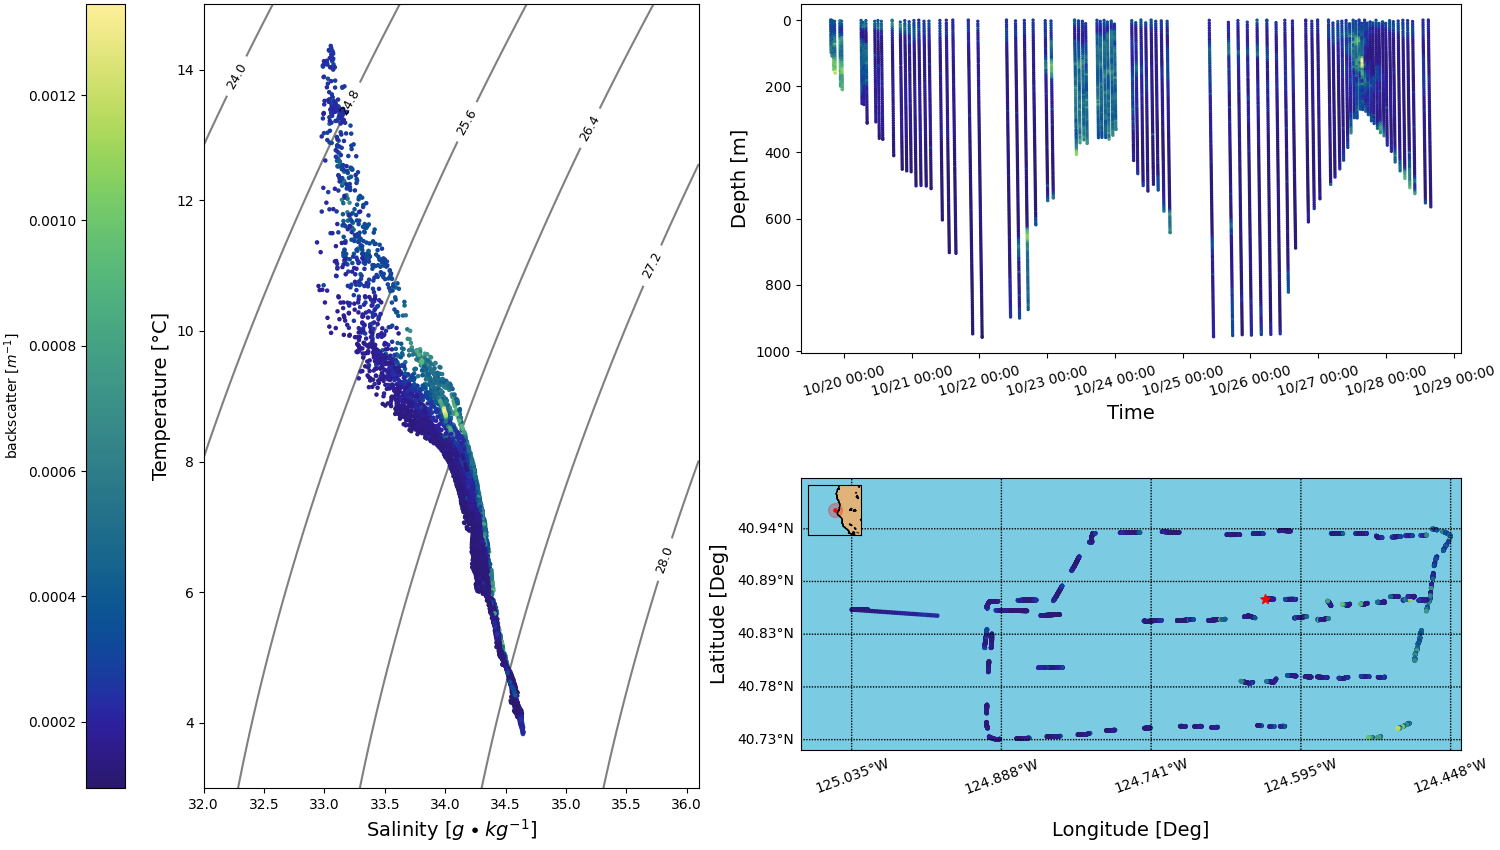 backscatter [m⁻¹]
0.0012
0.0010
0.0008
0.0006
0.0004
0.0002
Temperature [°C]
14
12
10
8
6
4
24.0
24.8
25.6
26.4
27.2
28.0
32.0 32.5 33.0 33.5 34.0 34.5 35.0 35.5 36.0
Salinity [g • kg⁻¹]
Depth [m]
0
200
400
600
800
1000
10/20 00:00 10/21 00:00 10/22 00:00 10/23 00:00 10/24 00:00 10/25 00:00 10/26 00:00 10/27 00:00 10/28 00:00 10/29 00:00
Time
Latitude [Deg]
40.94°N
40.89°N
40.83°N
40.78°N
40.73°N
125.035°W 124.888°W 124.741°W 124.595°W 124.448°W
Longitude [Deg]